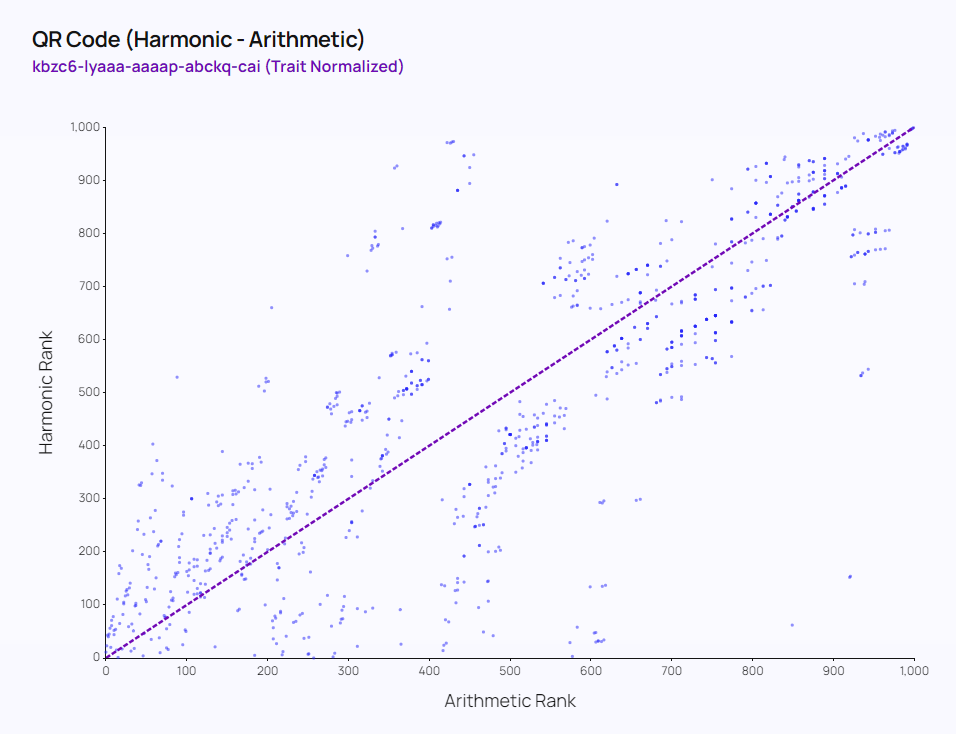 QR Code (Harmonic - Arithmetic)
kbzc6-lyaaa-aaaap-abckq-cai (Trait Normalized)
1,000
900
800
700
600
500
400
300
200
100
0
Harmonic Rank
0 100 200 300 400 500 600 700 800 900 1,000
Arithmetic Rank